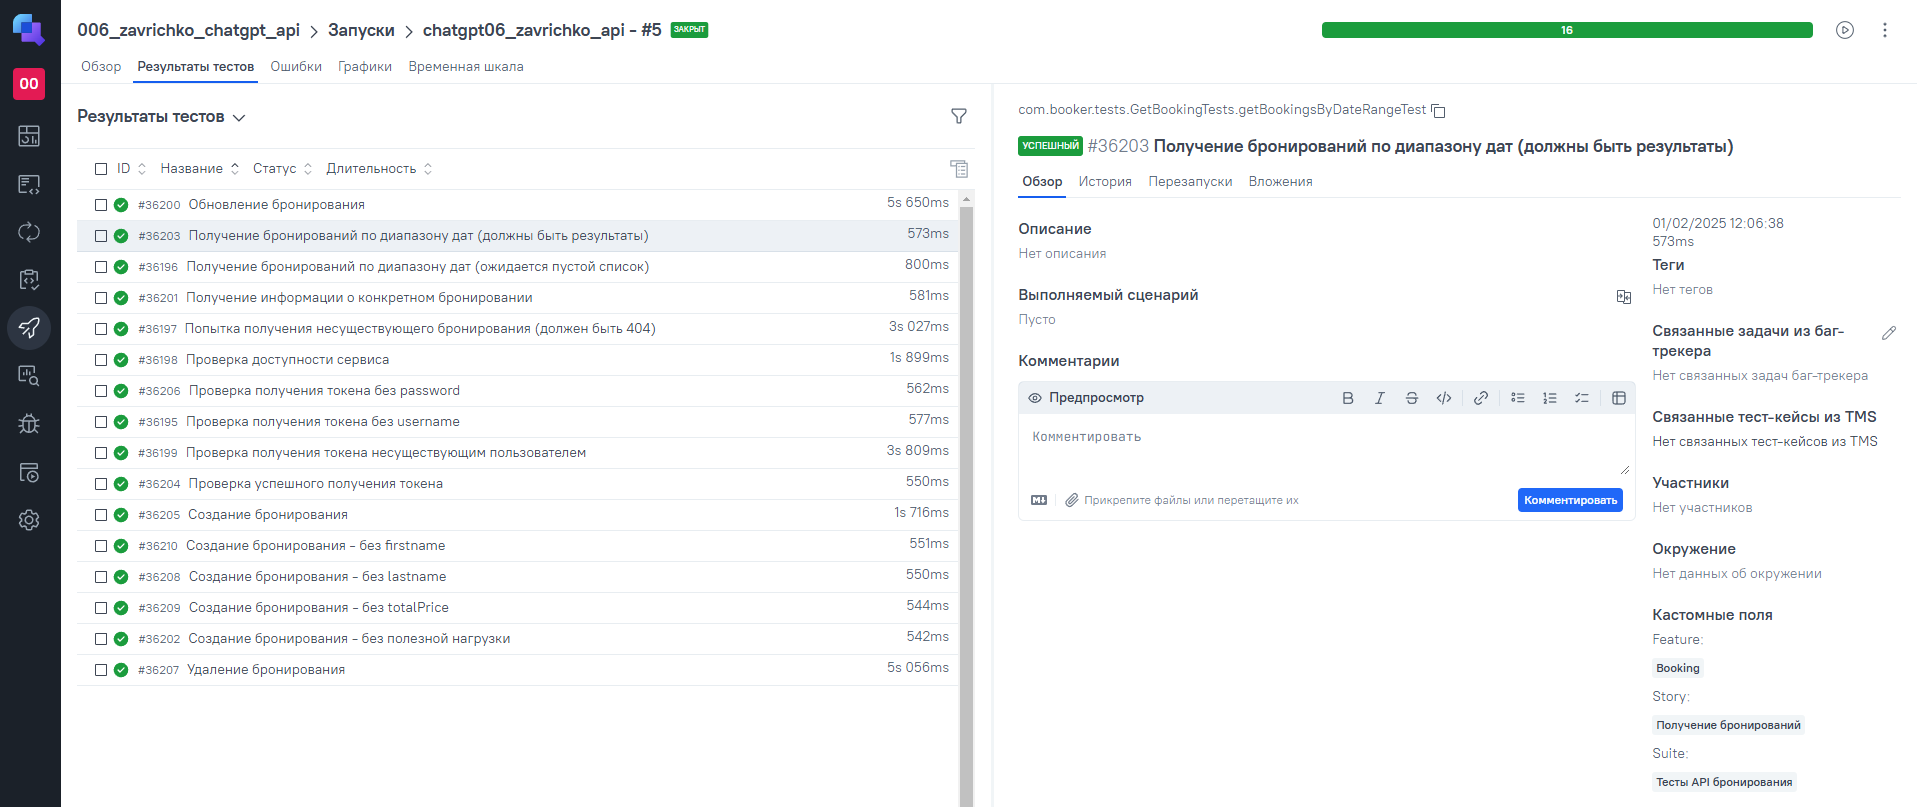 006_zavrichko_chatgpt_api > Запуски > chatgpt06_zavrichko_api - #5 ЗАКРЫТ
16
00
Обзор Результаты тестов Ошибки Графики Временная шкала
Результаты тестов
ID Название Статус Длительность
#36200 Обновление бронирования 5s 650ms
#36203 Получение бронирований по диапазону дат (должны быть результаты) 573ms
#36196 Получение бронирований по диапазону дат (ожидается пустой список) 800ms
#36201 Получение информации о конкретном бронировании 581ms
#36197 Попытка получения несуществующего бронирования (должен быть 404) 3s 027ms
#36198 Проверка доступности сервиса 1s 899ms
#36206 Проверка получения токена без password 562ms
#36195 Проверка получения токена без username 577ms
#36199 Проверка получения токена несуществующим пользователем 3s 809ms
#36204 Проверка успешного получения токена 550ms
#36205 Создание бронирования 1s 716ms
#36210 Создание бронирования - без firstname 551ms
#36208 Создание бронирования - без lastname 550ms
#36209 Создание бронирования - без totalPrice 544ms
#36202 Создание бронирования - без полезной нагрузки 542ms
#36207 Удаление бронирования 5s 056ms
com.booker.tests.GetBookingTests.getBookingsByDateRangeTest
УСПЕШНЫЙ #36203 Получение бронирований по диапазону дат (должны быть результаты)
Обзор История Перезапуски Вложения
Описание
Нет описания
Выполняемый сценарий
Пусто
Комментарии
Предпросмотр
Комментировать
Прикрепите файлы или перетащите их
Комментировать
01/02/2025 12:06:38
573ms
Теги
Нет тегов
Связанные задачи из баг-
трекера
Нет связанных задач баг-трекера
Связанные тест-кейсы из TMS
Нет связанных тест-кейсов из TMS
Участники
Нет участников
Окружение
Нет данных об окружении
Кастомные поля
Feature:
Booking
Story:
Получение бронирований
Suite:
Тесты API бронирования